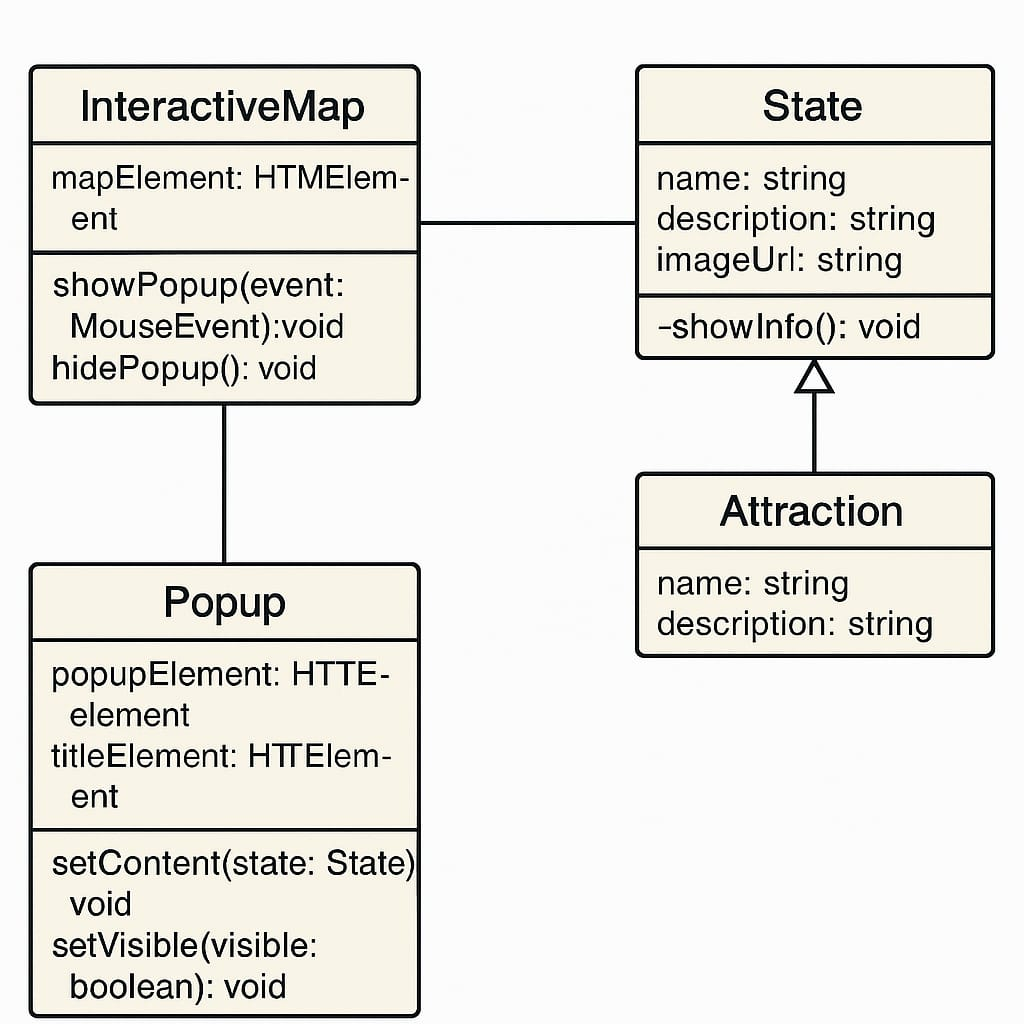 InteractiveMap
mapElement: HTMElem-
ent
showPopup(event:
MouseEvent):void
hidePopup(): void
State
name: string
description: string
imageUrl: string
-showInfo(): void
Attraction
name: string
description: string
Popup
popupElement: HTTE-
element
titleElement: HTTElem-
ent
setContent(state: State)
void
setVisible(visible:
boolean): void